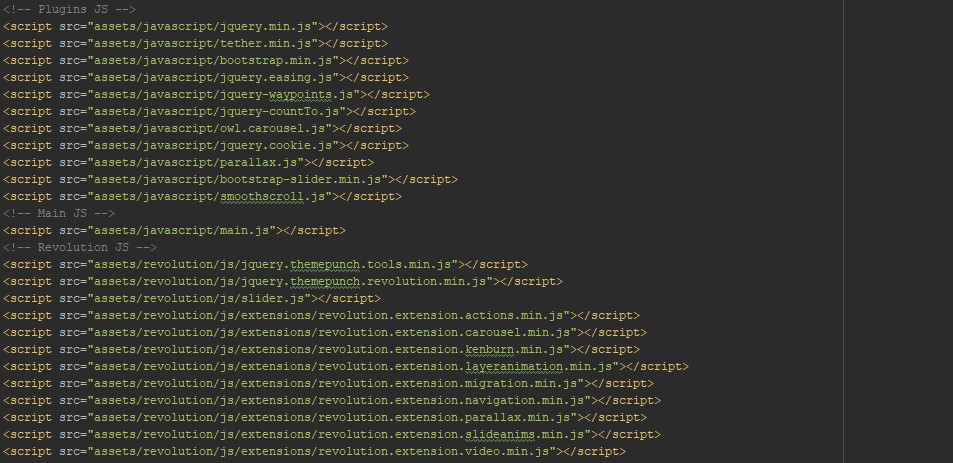 <!-- Plugins JS -->
<script src="assets/javascript/jquery.min.js"></script>
<script src="assets/javascript/tether.min.js"></script>
<script src="assets/javascript/bootstrap.min.js"></script>
<script src="assets/javascript/jquery.easing.js"></script>
<script src="assets/javascript/jquery-waypoints.js"></script>
<script src="assets/javascript/jquery-countTo.js"></script>
<script src="assets/javascript/owl.carousel.js"></script>
<script src="assets/javascript/jquery.cookie.js"></script>
<script src="assets/javascript/parallax.js"></script>
<script src="assets/javascript/bootstrap-slider.min.js"></script>
<script src="assets/javascript/smoothscroll.js"></script>
<!-- Main JS -->
<script src="assets/javascript/main.js"></script>
<!-- Revolution JS -->
<script src="assets/revolution/js/jquery.themepunch.tools.min.js"></script>
<script src="assets/revolution/js/jquery.themepunch.revolution.min.js"></script>
<script src="assets/revolution/js/slider.js"></script>
<script src="assets/revolution/js/extensions/revolution.extension.actions.min.js"></script>
<script src="assets/revolution/js/extensions/revolution.extension.carousel.min.js"></script>
<script src="assets/revolution/js/extensions/revolution.extension.kenburn.min.js"></script>
<script src="assets/revolution/js/extensions/revolution.extension.layeranimation.min.js"></script>
<script src="assets/revolution/js/extensions/revolution.extension.migration.min.js"></script>
<script src="assets/revolution/js/extensions/revolution.extension.navigation.min.js"></script>
<script src="assets/revolution/js/extensions/revolution.extension.parallax.min.js"></script>
<script src="assets/revolution/js/extensions/revolution.extension.slideanims.min.js"></script>
<script src="assets/revolution/js/extensions/revolution.extension.video.min.js"></script>